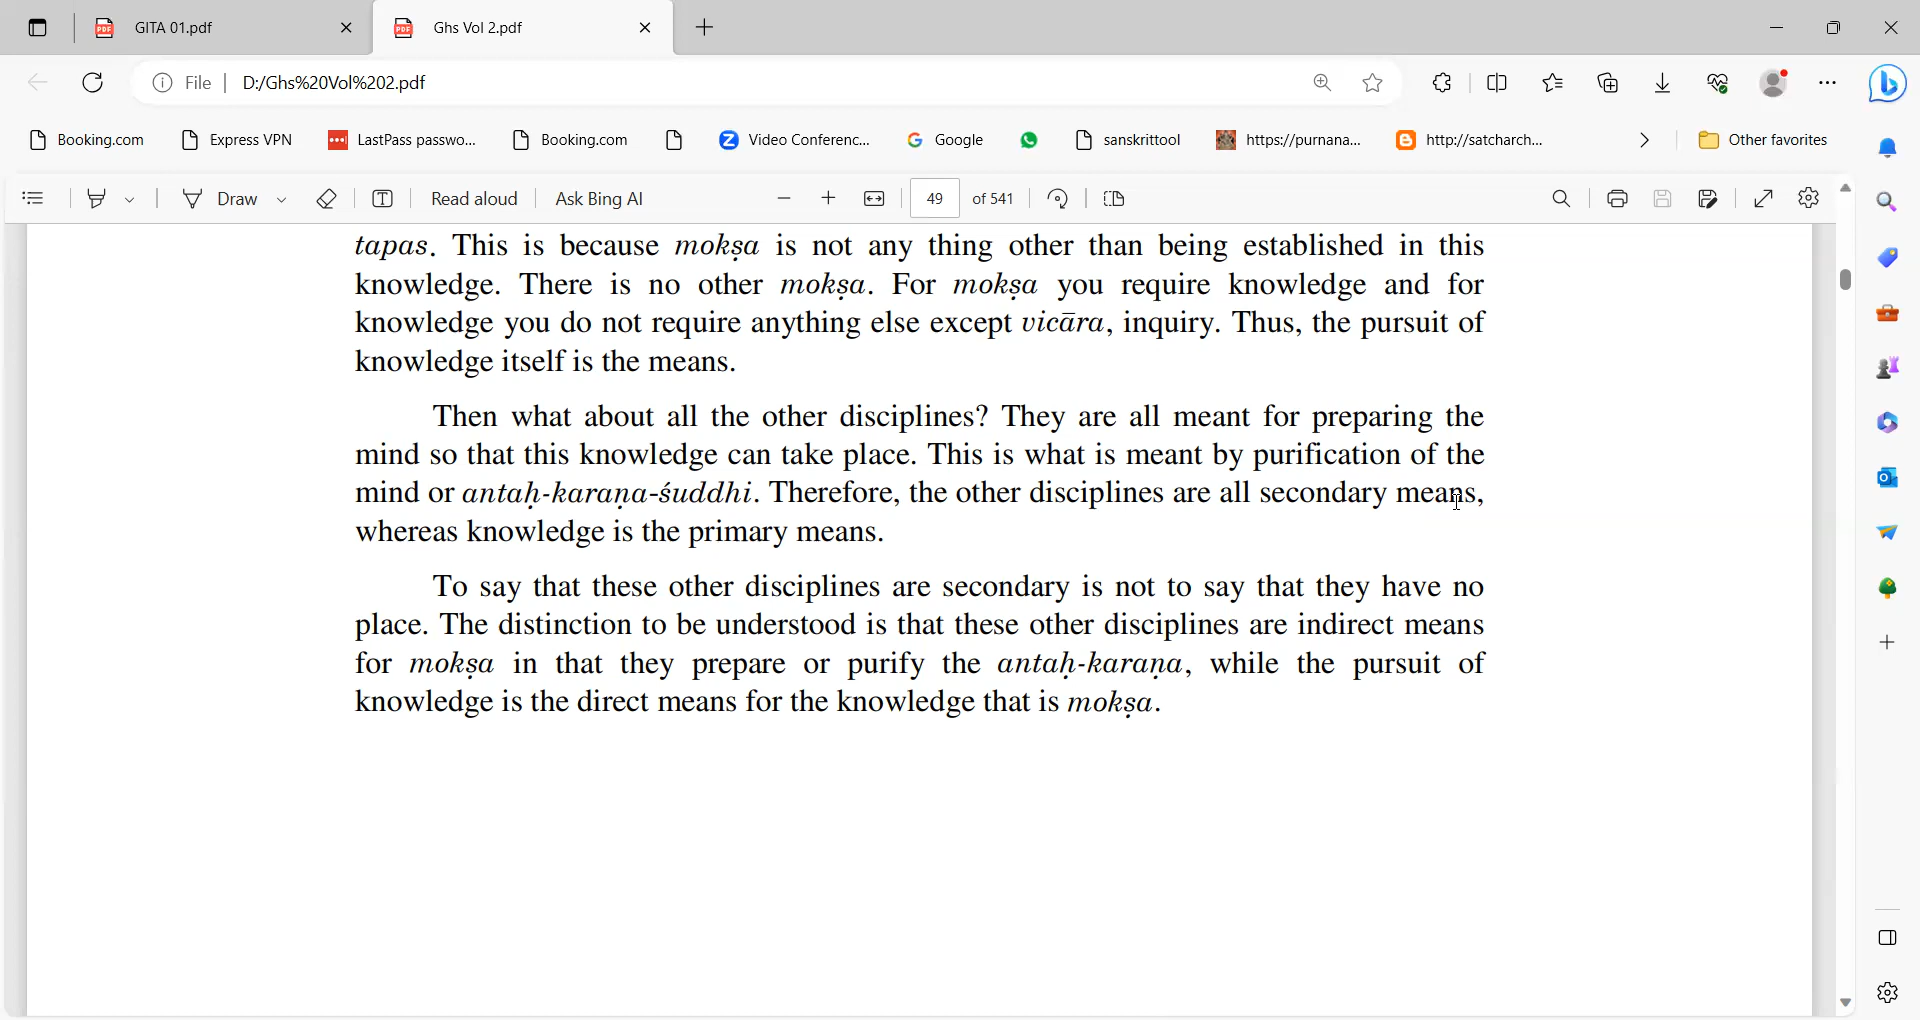 GITA 01.pdf
Ghs Vol 2.pdf
File | D:/Ghs%20Vol%202.pdf
Booking.com Express VPN LastPass passwo... Booking.com Video Conferenc... Google sanskrittool https://purnana... http://satcharch... Other favorites
Draw Read aloud Ask Bing AI 49 of 541
tapas. This is because mokṣa is not any thing other than being established in this
knowledge. There is no other mokṣa. For mokṣa you require knowledge and for
knowledge you do not require anything else except vicāra, inquiry. Thus, the pursuit of
knowledge itself is the means.
Then what about all the other disciplines? They are all meant for preparing the
mind so that this knowledge can take place. This is what is meant by purification of the
mind or antaḥ-karaṇa-śuddhi. Therefore, the other disciplines are all secondary means,
whereas knowledge is the primary means.
To say that these other disciplines are secondary is not to say that they have no
place. The distinction to be understood is that these other disciplines are indirect means
for mokṣa in that they prepare or purify the antaḥ-karaṇa, while the pursuit of
knowledge is the direct means for the knowledge that is mokṣa.